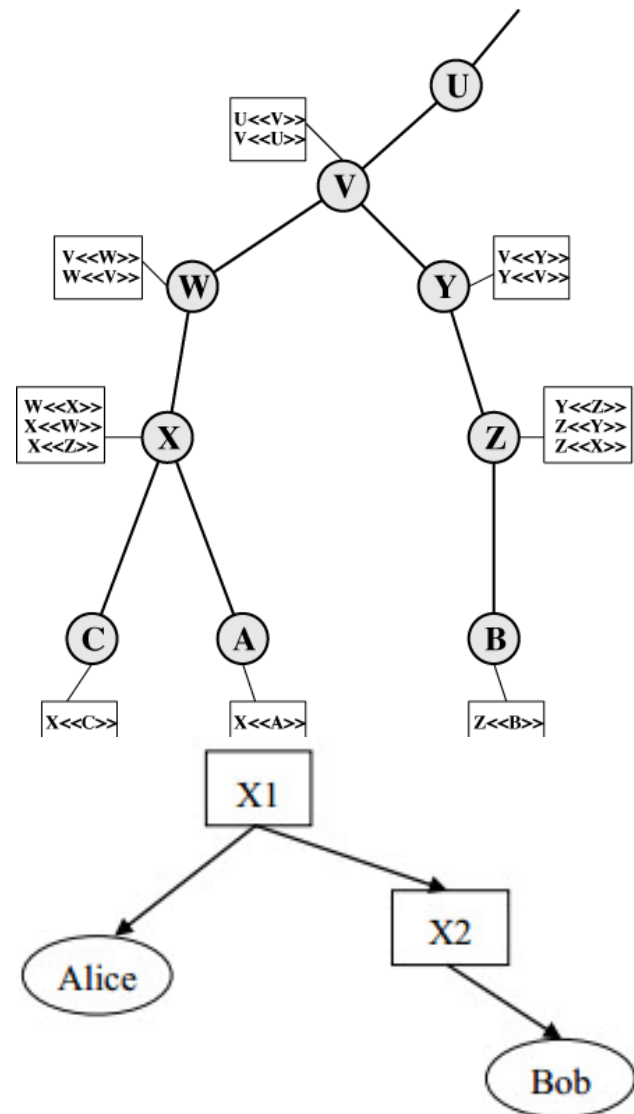 U
U<<V>>
V<<U>>
V
V<<W>>
W<<V>>
W
Y
V<<Y>>
Y<<V>>
W<<X>>
X<<W>>
X<<Z>>
X
Z
Y<<Z>>
Z<<Y>>
Z<<X>>
C
A
B
X<<C>>
X<<A>>
Z<<B>>
X1
X2
Alice
Bob